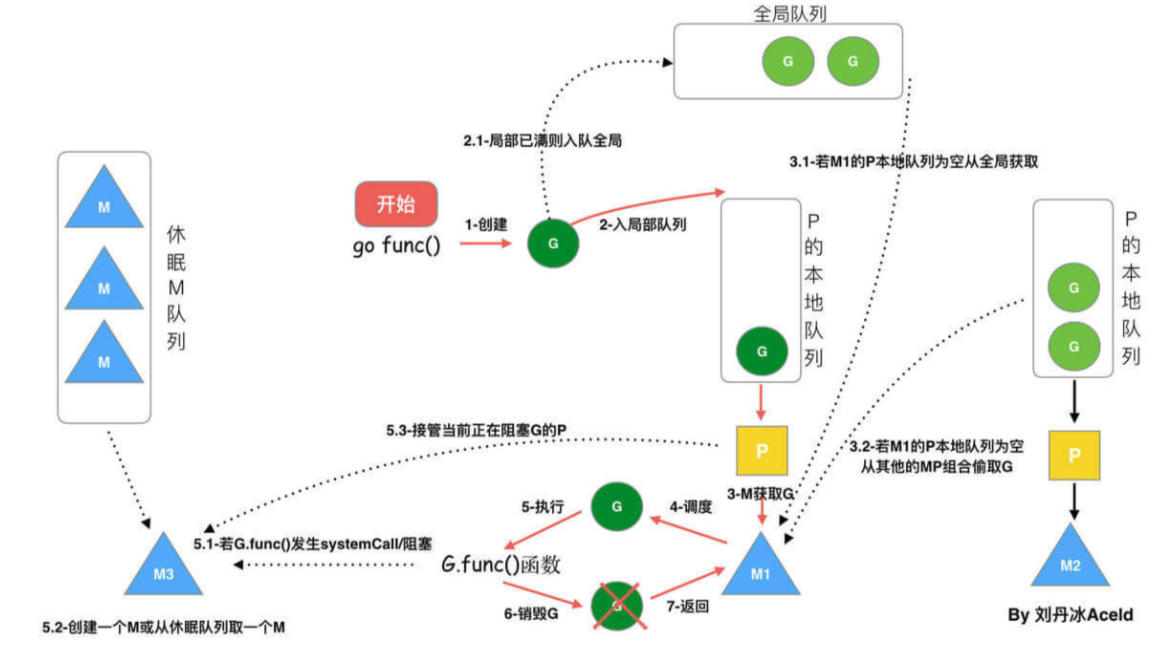 全局队列
G
G
2.1-局部已满则入队全局
3.1-若M1的P本地队列为空从全局获取
M
M
M
休眠M队列
开始
go func()
1-创建
G
2-入局部队列
P的本地队列
G
P的本地队列
G
G
5.3-接管当前正在阻塞G的P
P
3.2-若M1的P本地队列为空
从其他的MP组合偷取G
P
3-M获取G
5-执行
G
4-调度
5.1-若G.func()发生systemCall/阻塞
G.func()函数
M3
M1
M2
6-销毁G
G
7-返回
5.2-创建一个M或从休眠队列取一个M
By 刘丹冰Aceld